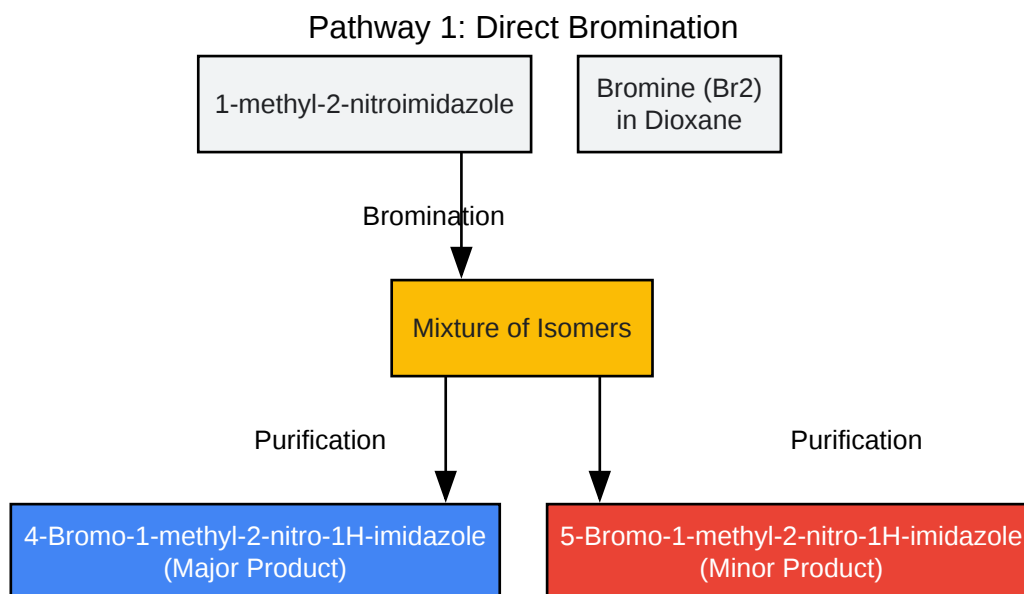 Pathway 1: Direct Bromination
1-methyl-2-nitroimidazole
Bromine (Br2)
in Dioxane
Bromination
Mixture of Isomers
Purification
Purification
4-Bromo-1-methyl-2-nitro-1H-imidazole
(Major Product)
5-Bromo-1-methyl-2-nitro-1H-imidazole
(Minor Product)